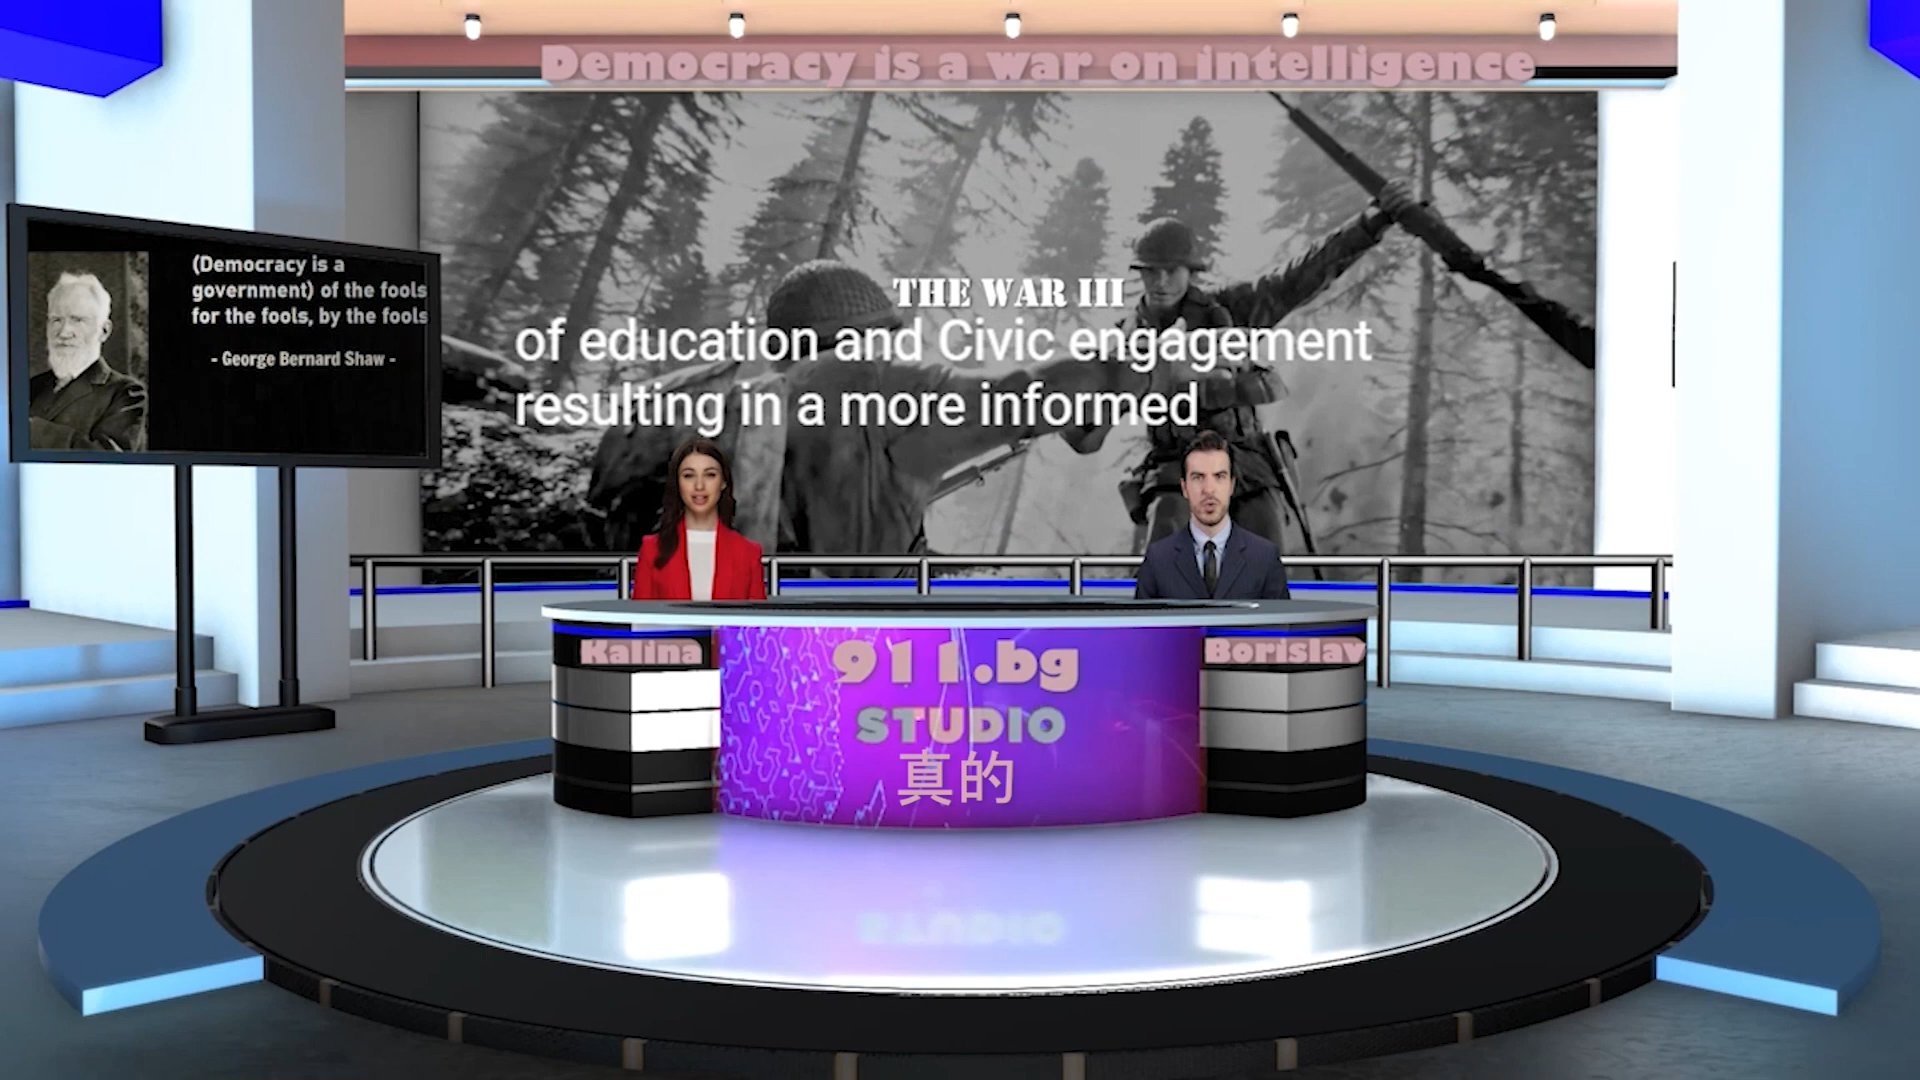 Democracy is a war on intelligence
(Democracy is a
government) of the fools
for the fools, by the fools
- George Bernard Shaw -
THE WAR III
of education and Civic engagement
resulting in a more informed
Kalina
911.bg
Borislav
STUDIO
真的
STUDIO